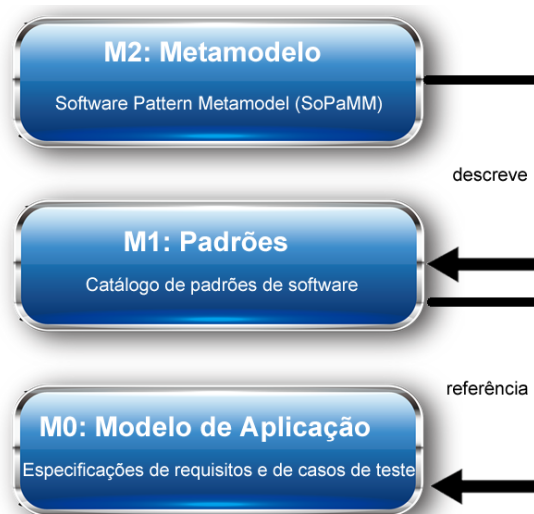 M2: Metamodelo
Software Pattern Metamodel (SoPaMM)
descreve
M1: Padrões
Catálogo de padrões de software
referência
M0: Modelo de Aplicação
Especificações de requisitos e de casos de teste